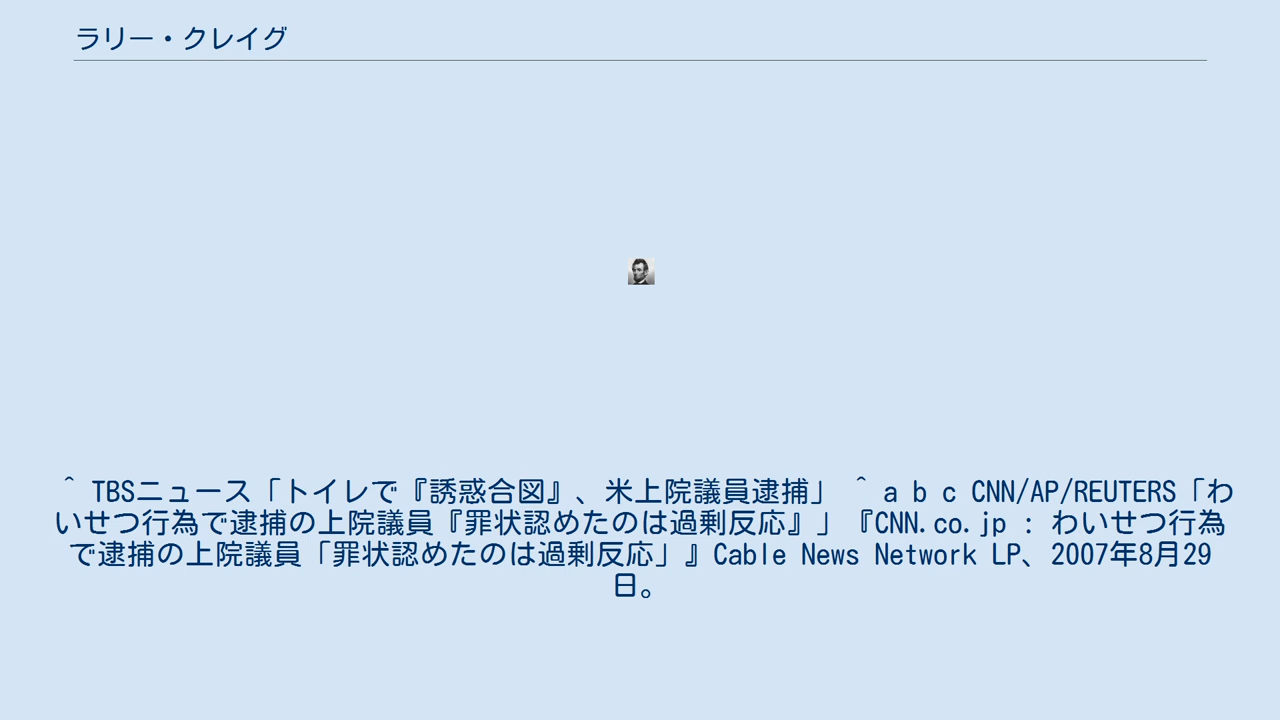 ラリー・クレイグ
^ TBSニュース「トイレで『誘惑合図』、米上院議員逮捕」 ^ a b c CNN/AP/REUTERS「わ
いせつ行為で逮捕の上院議員『罪状認めたのは過剰反応』」『CNN.co.jp : わいせつ行為
で逮捕の上院議員「罪状認めたのは過剰反応」』Cable News Network LP、2007年8月29
日。